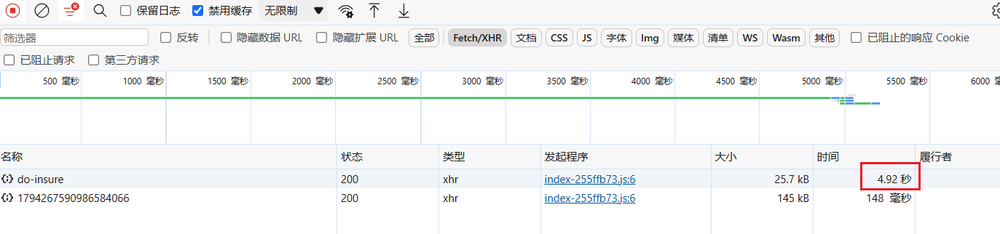 保留日志 禁用缓存 无限制
筛选器 反转 隐藏数据 URL 隐藏扩展 URL 全部 Fetch/XHR 文档 CSS JS 字体 Img 媒体 清单 WS Wasm 其他 已阻止的响应 Cookie
已阻止请求 第三方请求
500 毫秒 1000 毫秒 1500 毫秒 2000 毫秒 2500 毫秒 3000 毫秒 3500 毫秒 4000 毫秒 4500 毫秒 5000 毫秒 5500 毫秒 6000 毫秒
名称 状态 类型 发起程序 大小 时间 履行者
do-insure 200 xhr index-255ffb73.js:6 25.7 kB 4.92 秒
1794267590986584066 200 xhr index-255ffb73.js:6 145 kB 148 毫秒